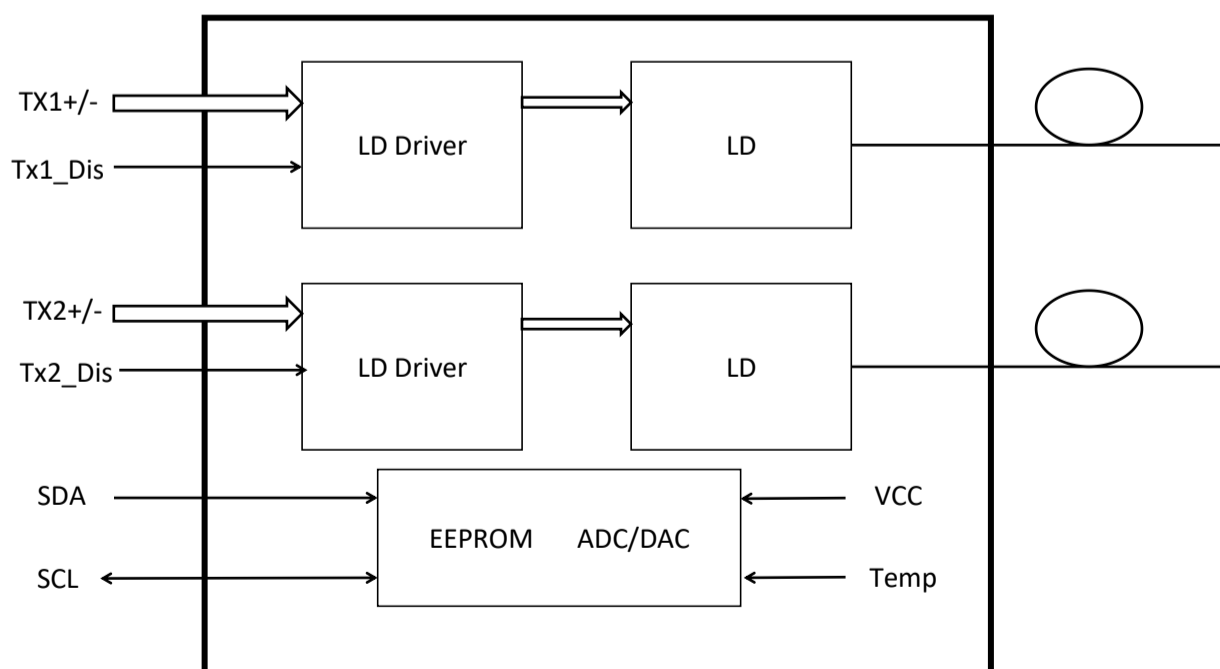 TX1+/-
LD Driver
LD
Tx1_Dis
TX2+/-
LD Driver
LD
Tx2_Dis
SDA
VCC
EEPROM ADC/DAC
SCL
Temp